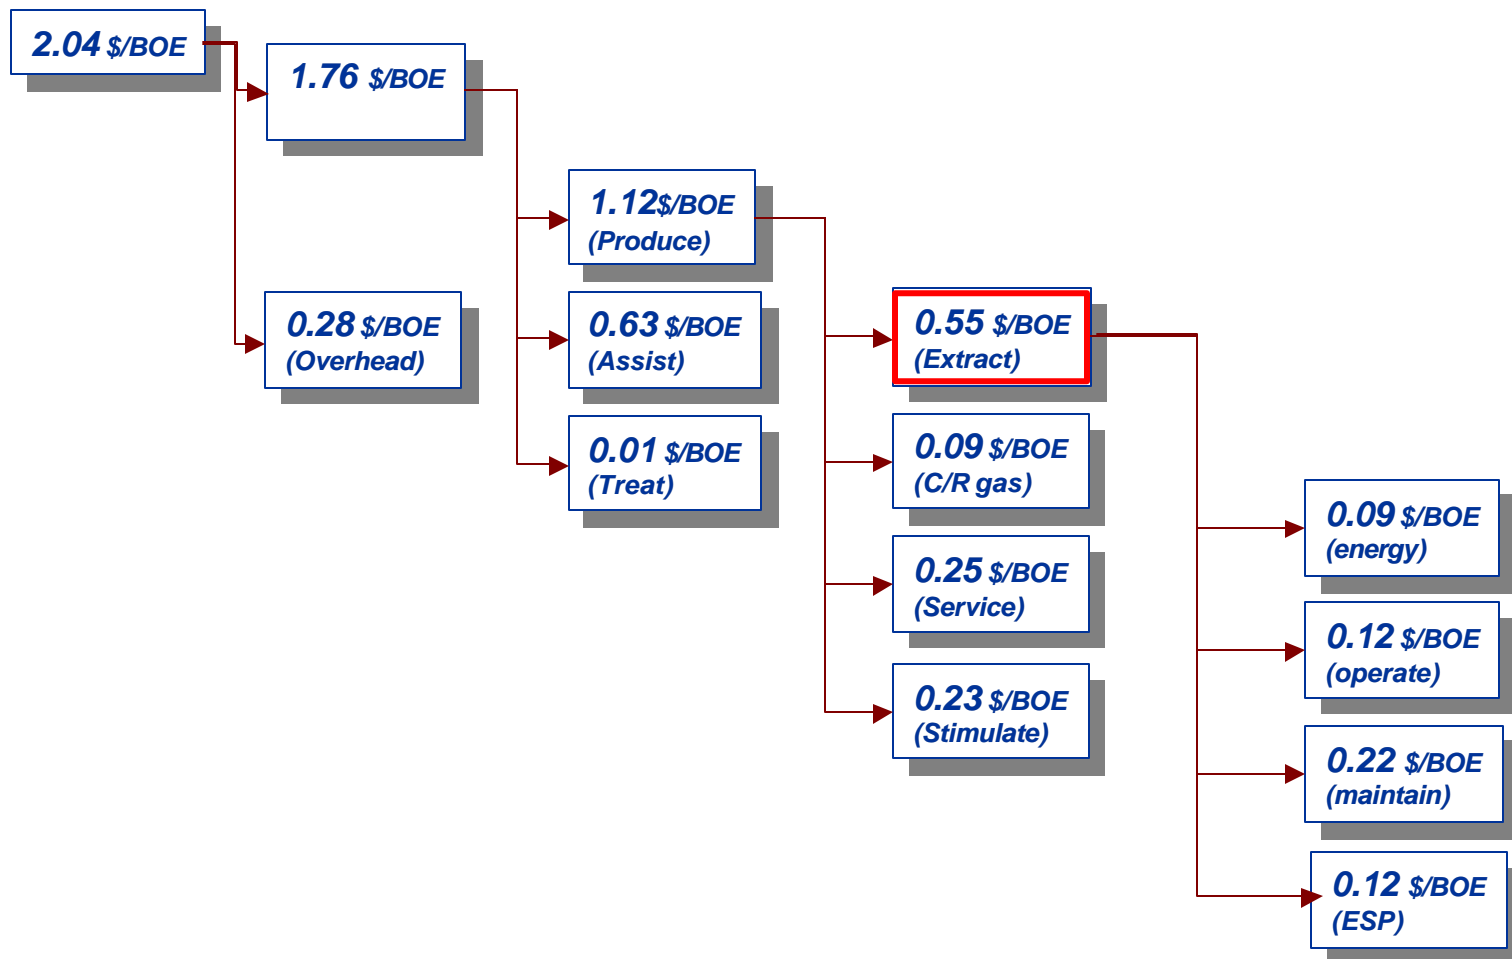 2.04 $/BOE
1.76 $/BOE
1.12$/BOE
(Produce)
0.28 $/BOE
(Overhead)
0.63 $/BOE
(Assist)
0.01 $/BOE
(Treat)
0.55 $/BOE
(Extract)
0.09 $/BOE
(C/R gas)
0.25 $/BOE
(Service)
0.23 $/BOE
(Stimulate)
0.09 $/BOE
(energy)
0.12 $/BOE
(operate)
0.22 $/BOE
(maintain)
0.12 $/BOE
(ESP)